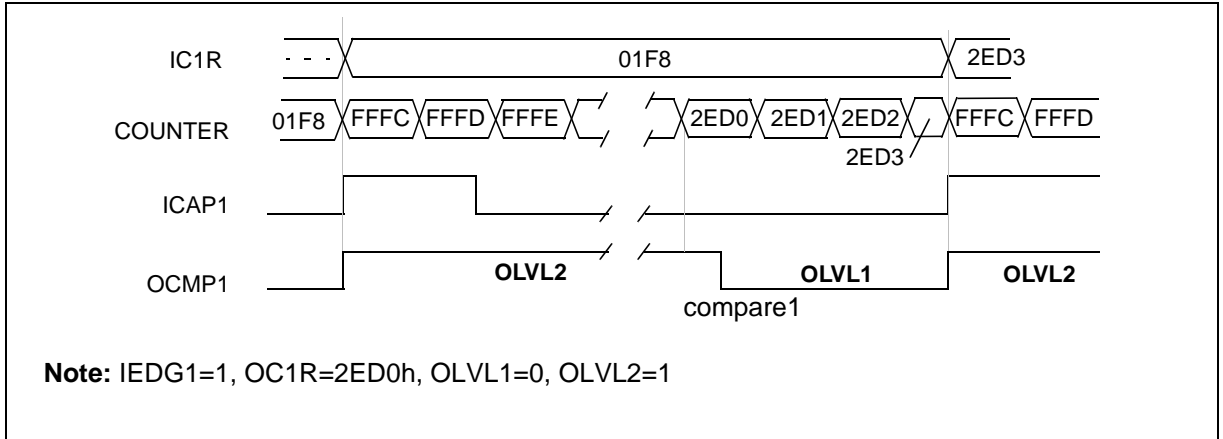 IC1R - - - 01F8 2ED3
COUNTER 01F8 FFFC FFFD FFFE 2ED0 2ED1 2ED2 FFFC FFFD
2ED3
ICAP1
OCMP1 OLVL2 OLVL1 OLVL2
compare1
Note: IEDG1=1, OC1R=2ED0h, OLVL1=0, OLVL2=1